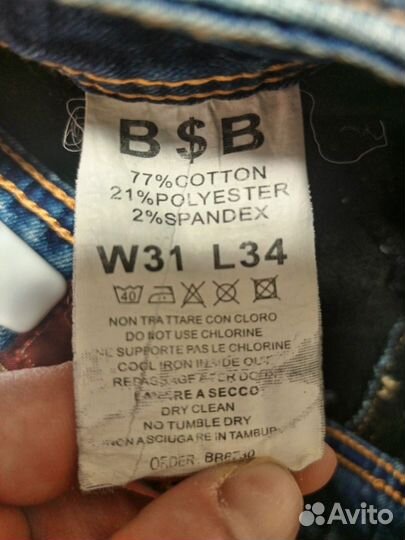 B$B
77%COTTON
21%POLYESTER
2%SPANDEX
W31 L34
40
NON TRATTARE CON CLORO
DO NOT USE CHLORINE
NE SUPPORTE PAS LE CHLORINE
COOL IRON INSIDE OUT
REPASSAGE AFTER
A SECCO
DRY CLEAN
NO TUMBLE DRY
NON ASCIUGARE IN TAMBUR
ORDER:
Avito